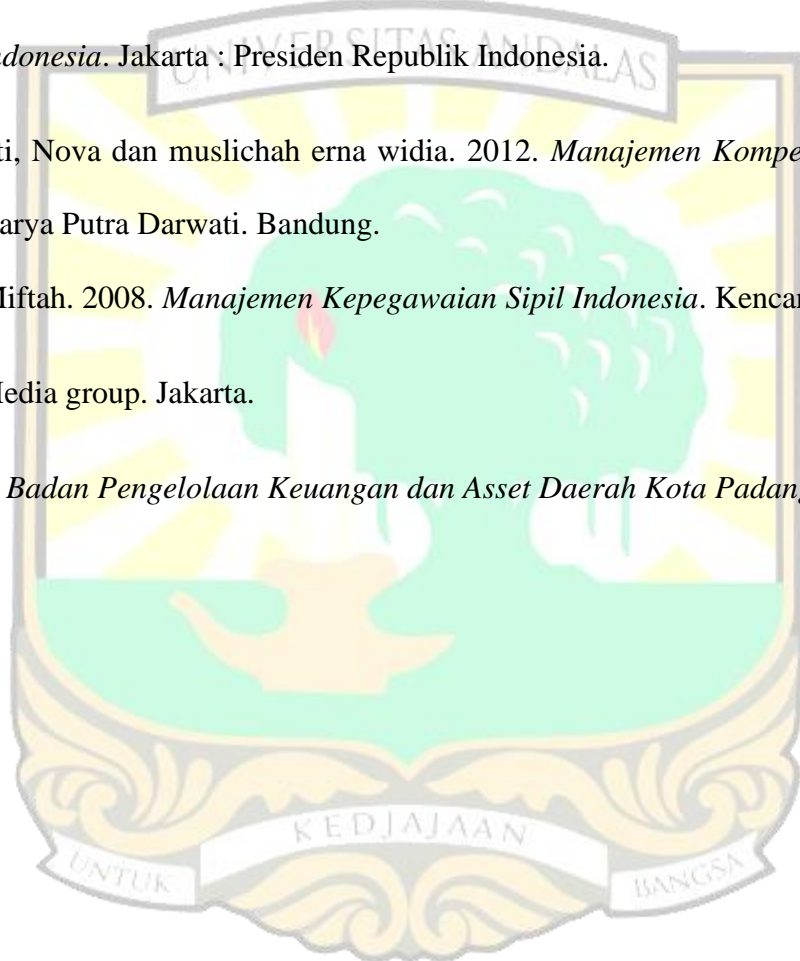 ndonesia. Jakarta : Presiden Republik Indonesia.
UNIVERSITAS ANDALAS
ti, Nova dan muslichah erna widia. 2012. Manajemen Kompe
arya Putra Darwati. Bandung.
Miftah. 2008. Manajemen Kepegawaian Sipil Indonesia. Kencan
Media group. Jakarta.
Badan Pengelolaan Keuangan dan Asset Daerah Kota Padang
KEDJAJAAN
UNTUK
BANGSA